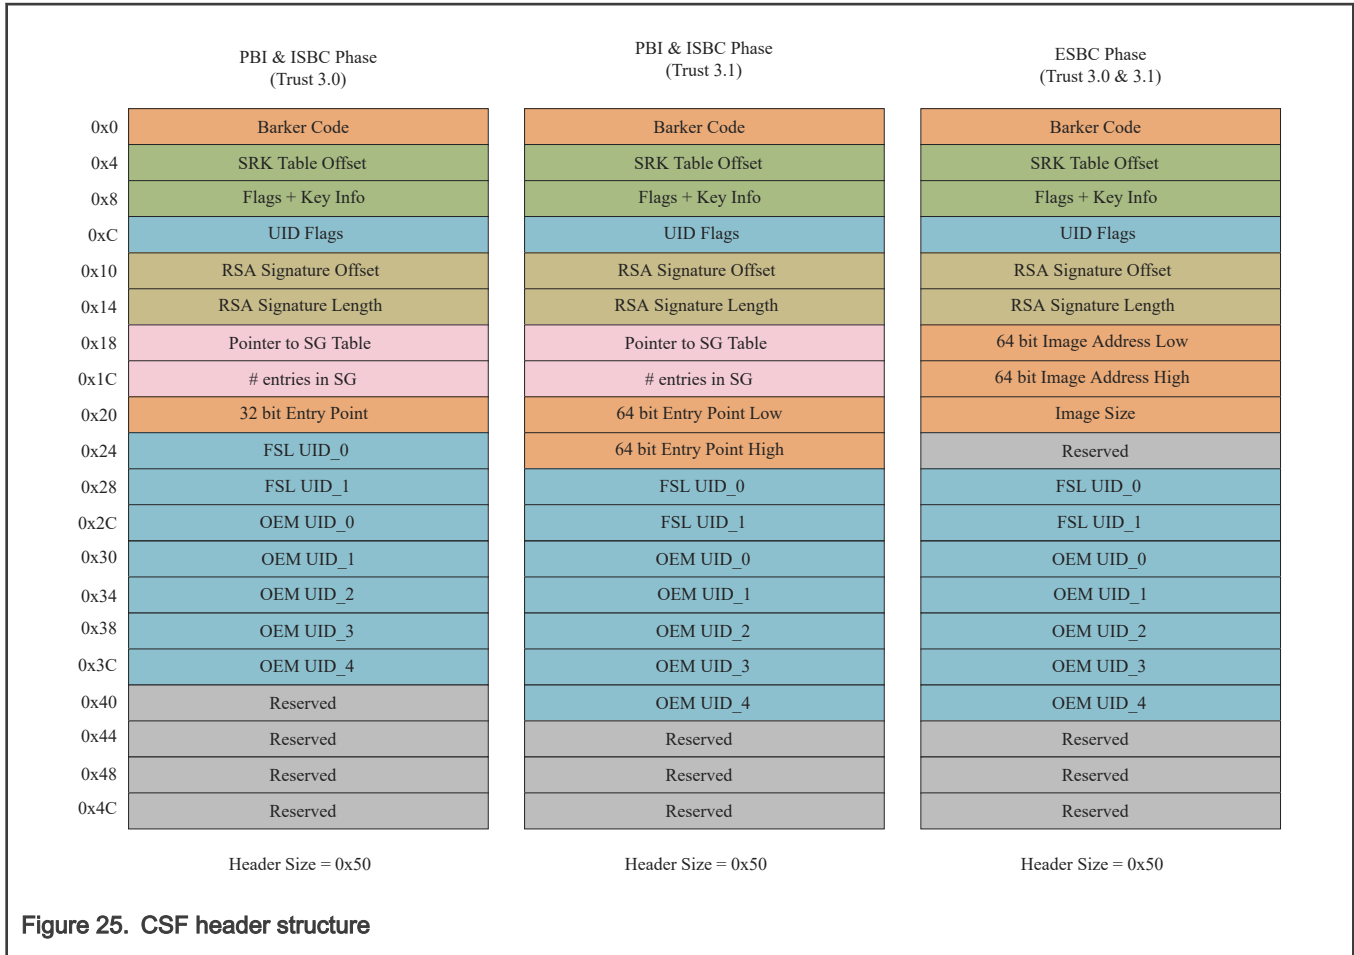 PBI & ISBC Phase
(Trust 3.0)
PBI & ISBC Phase
(Trust 3.1)
ESBC Phase
(Trust 3.0 & 3.1)
0x0 Barker Code Barker Code Barker Code
0x4 SRK Table Offset SRK Table Offset SRK Table Offset
0x8 Flags + Key Info Flags + Key Info Flags + Key Info
0xC UID Flags UID Flags UID Flags
0x10 RSA Signature Offset RSA Signature Offset RSA Signature Offset
0x14 RSA Signature Length RSA Signature Length RSA Signature Length
0x18 Pointer to SG Table Pointer to SG Table 64 bit Image Address Low
0x1C # entries in SG # entries in SG 64 bit Image Address High
0x20 32 bit Entry Point 64 bit Entry Point Low Image Size
0x24 FSL UID_0 64 bit Entry Point High Reserved
0x28 FSL UID_1 FSL UID_0 FSL UID_0
0x2C OEM UID_0 FSL UID_1 FSL UID_1
0x30 OEM UID_1 OEM UID_0 OEM UID_0
0x34 OEM UID_2 OEM UID_1 OEM UID_1
0x38 OEM UID_3 OEM UID_2 OEM UID_2
0x3C OEM UID_4 OEM UID_3 OEM UID_3
0x40 Reserved OEM UID_4 OEM UID_4
0x44 Reserved Reserved Reserved
0x48 Reserved Reserved Reserved
0x4C Reserved Reserved Reserved
Header Size = 0x50 Header Size = 0x50 Header Size = 0x50
Figure 25. CSF header structure